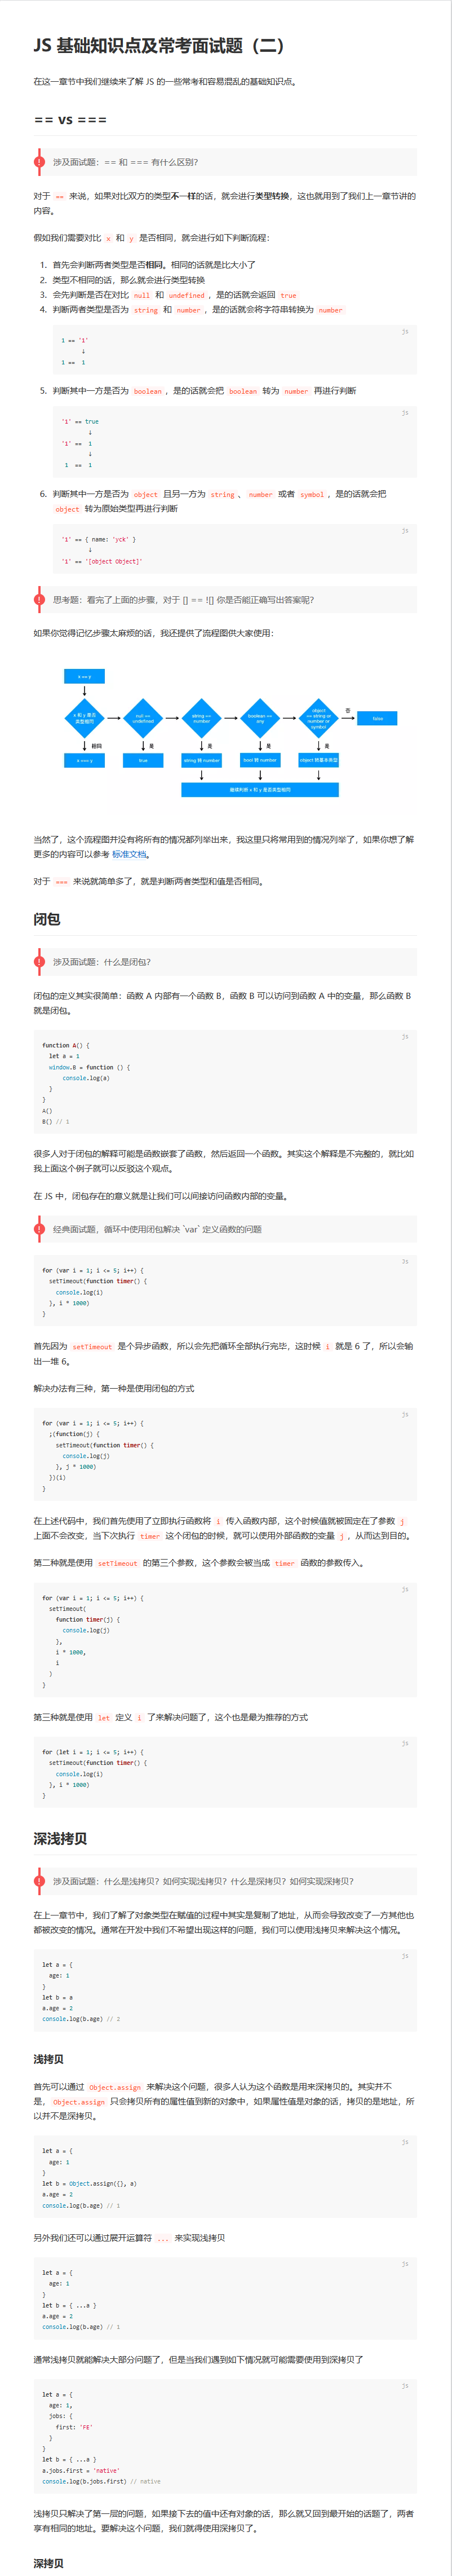 JS 基础知识点及常考面试题（二）
在这一章节中我们继续来了解 JS 的一些常考和容易混乱的基础知识点。
== vs ===
涉及面试题：== 和 === 有什么区别？
对于 == 来说，如果对比双方的类型不一样的话，就会进行类型转换，这也就用到了我们上一章节讲的
内容。
假如我们需要对比 x 和 y 是否相同，就会进行如下判断流程：
1. 首先会判断两者类型是否相同。相同的话就是比大小了
2. 类型不相同的话，那么就会进行类型转换
3. 会先判断是否在对比 null 和 undefined ，是的话就会返回 true
4. 判断两者类型是否为 string 和 number ，是的话就会将字符串转换为 number
js
1 == '1'
↓
1 == 1
5. 判断其中一方是否为 boolean ，是的话就会把 boolean 转为 number 再进行判断
js
'1' == true
↓
'1' == 1
↓
1 == 1
6. 判断其中一方是否为 object 且另一方为 string 、 number 或者 symbol ，是的话就会把
object 转为原始类型再进行判断
js
'1' == { name: 'yck' }
↓
'1' == '[object Object]'
思考题：看完了上面的步骤，对于 [] == ![] 你是否能正确写出答案呢？
如果你觉得记忆步骤太麻烦的话，我还提供了流程图供大家使用：
x == y
x 和 y 是否
类型相同
null ==
undefined
string ==
number
boolean ==
any
object
== string or
number or
symbol
否
false
相同
是
是
是
是
x === y
true
string 转 number
bool 转 number
object 转基本类型
继续判断 x 和 y 是否类型相同
当然了，这个流程图并没有将所有的情况都列举出来，我这里只将常用到的情况列举了，如果你想了解
更多的内容可以参考 标准文档。
对于 === 来说就简单多了，就是判断两者类型和值是否相同。
闭包
涉及面试题：什么是闭包？
闭包的定义其实很简单：函数 A 内部有一个函数 B，函数 B 可以访问到函数 A 中的变量，那么函数 B
就是闭包。
js
function A() {
let a = 1
window.B = function () {
console.log(a)
}
}
A()
B() // 1
很多人对于闭包的解释可能是函数嵌套了函数，然后返回一个函数。其实这个解释是不完整的，就比如
我上面这个例子就可以反驳这个观点。
在 JS 中，闭包存在的意义就是让我们可以间接访问函数内部的变量。
经典面试题，循环中使用闭包解决 `var` 定义函数的问题
js
for (var i = 1; i <= 5; i++) {
setTimeout(function timer() {
console.log(i)
}, i * 1000)
}
首先因为 setTimeout 是个异步函数，所以会先把循环全部执行完毕，这时候 i 就是 6 了，所以会输
出一堆 6。
解决办法有三种，第一种是使用闭包的方式
js
for (var i = 1; i <= 5; i++) {
;(function(j) {
setTimeout(function timer() {
console.log(j)
}, j * 1000)
})(i)
}
在上述代码中，我们首先使用了立即执行函数将 i 传入函数内部，这个时候值就被固定在了参数 j
上面不会改变，当下次执行 timer 这个闭包的时候，就可以使用外部函数的变量 j ，从而达到目的。
第二种就是使用 setTimeout 的第三个参数，这个参数会被当成 timer 函数的参数传入。
js
for (var i = 1; i <= 5; i++) {
setTimeout(
function timer(j) {
console.log(j)
},
i * 1000,
i
)
}
第三种就是使用 let 定义 i 了来解决问题了，这个也是最为推荐的方式
js
for (let i = 1; i <= 5; i++) {
setTimeout(function timer() {
console.log(i)
}, i * 1000)
}
深浅拷贝
涉及面试题：什么是浅拷贝？如何实现浅拷贝？什么是深拷贝？如何实现深拷贝？
在上一章节中，我们了解了对象类型在赋值的过程中其实是复制了地址，从而会导致改变了一方其他也
都被改变的情况。通常在开发中我们不希望出现这样的问题，我们可以使用浅拷贝来解决这个情况。
js
let a = {
age: 1
}
let b = a
a.age = 2
console.log(b.age) // 2
浅拷贝
首先可以通过 Object.assign 来解决这个问题，很多人认为这个函数是用来深拷贝的。其实并不
是， Object.assign 只会拷贝所有的属性值到新的对象中，如果属性值是对象的话，拷贝的是地址，所
以并不是深拷贝。
js
let a = {
age: 1
}
let b = Object.assign({}, a)
a.age = 2
console.log(b.age) // 1
另外我们还可以通过展开运算符 ... 来实现浅拷贝
js
let a = {
age: 1
}
let b = { ...a }
a.age = 2
console.log(b.age) // 1
通常浅拷贝就能解决大部分问题了，但是当我们遇到如下情况就可能需要使用到深拷贝了
js
let a = {
age: 1,
jobs: {
first: 'FE'
}
}
let b = { ...a }
a.jobs.first = 'native'
console.log(b.jobs.first) // native
浅拷贝只解决了第一层的问题，如果接下去的值中还有对象的话，那么就又回到最开始的话题了，两者
享有相同的地址。要解决这个问题，我们就得使用深拷贝了。
深拷贝